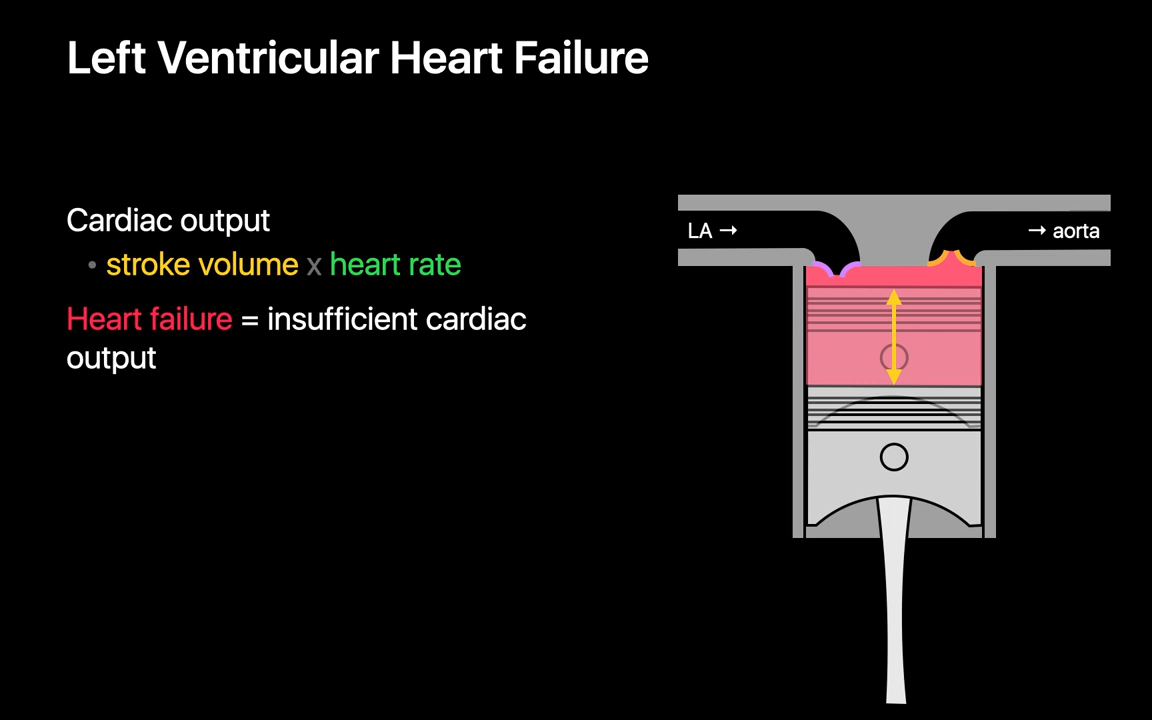 Left Ventricular Heart Failure
Cardiac output
• stroke volume x heart rate
Heart failure = insufficient cardiac
output
LA →
→ aorta